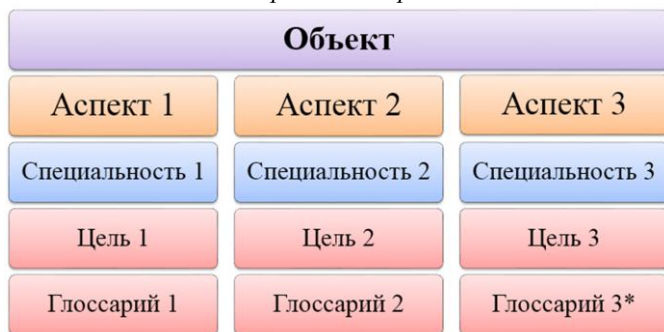 Объект
Аспект 1 Аспект 2 Аспект 3
Специальность 1 Специальность 2 Специальность 3
Цель 1 Цель 2 Цель 3
Глоссарий 1 Глоссарий 2 Глоссарий 3*